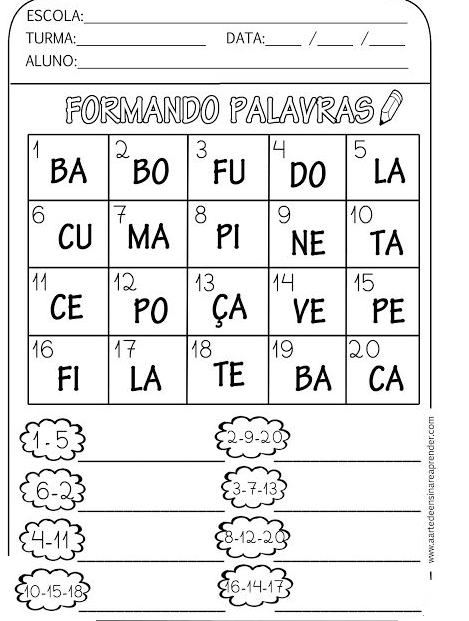 ESCOLA:
TURMA: DATA: / /
ALUNO:
FORMANDO PALAVRAS
1 BA 2 BO 3 FU 4 DO 5 LA
6 CU 7 MA 8 PI 9 NE 10 TA
11 CE 12 PO 13 ÇA 14 VE 15 PE
16 FI 17 LA 18 TE 19 BA 20 CA
1-5 2-9-20
6-2 3-7-13
4-11 8-12-20
10-15-18 16-14-17
www.aartedeensinareaprender.com